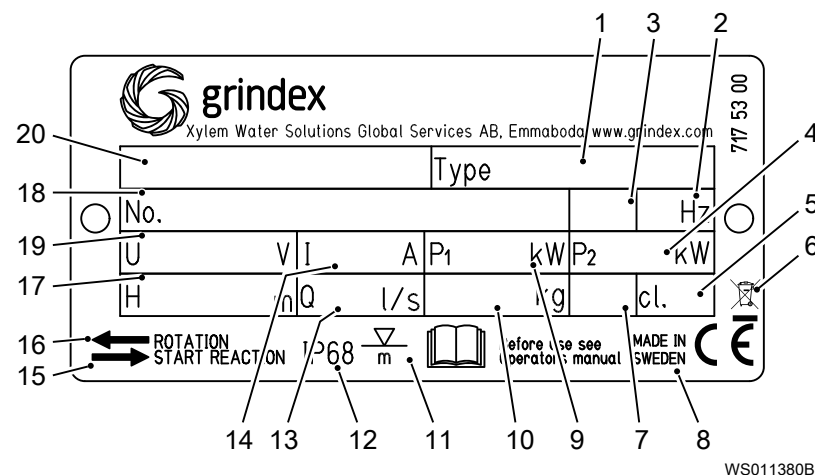 1 3 2
grindex
Xylem Water Solutions Global Services AB, Emmaboda, www.grindex.com
717 53 00
20 4
Type
18
No. Hz 5
19 6
U V I A P1 kW P2 kW
17
H m Q l/s kg cl.
16 ROTATION
15 START REACTION
IP68 m
Before use see
Operators manual
MADE IN
SWEDEN
CE
14 13 12 11 10 9 7 8
WS011380B